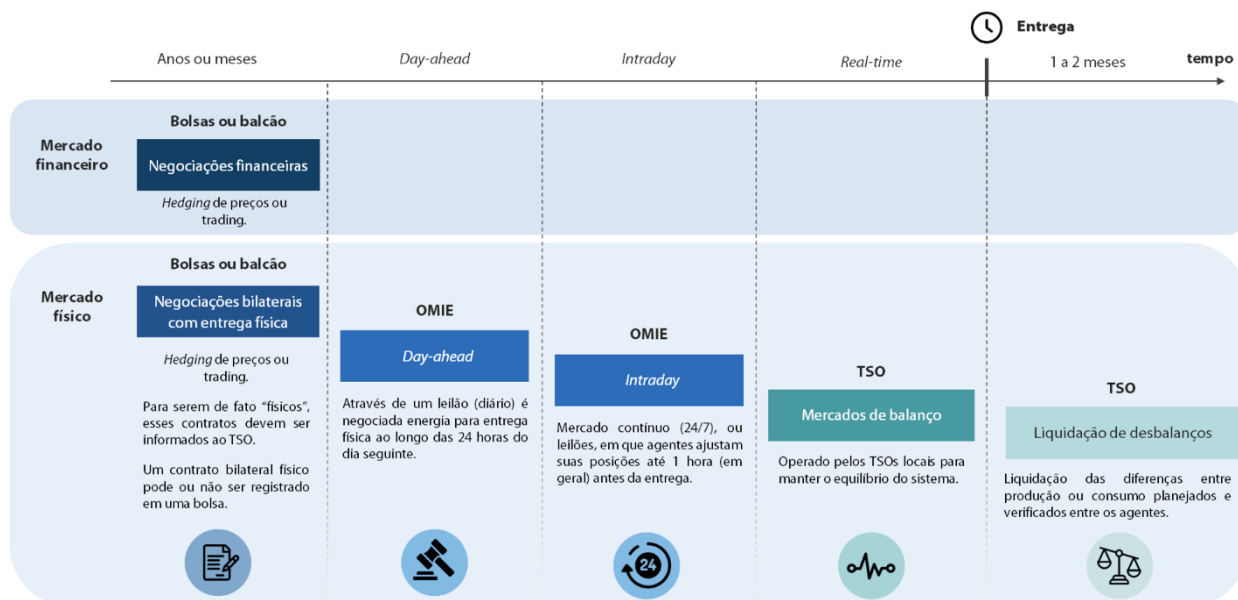 Entrega
Anos ou meses
Day-ahead
Intraday
Real-time
1 a 2 meses
tempo
Mercado
financeiro
Bolsas ou balcão
Negociações financeiras
Hedging de preços ou
trading.
Mercado
físico
Bolsas ou balcão
Negociações bilaterais
com entrega física
Hedging de preços ou
trading.
Para serem de fato “físicos”,
esses contratos devem ser
informados ao TSO.
Um contrato bilateral físico
pode ou não ser registrado
em uma bolsa.
OMIE
Day-ahead
Através de um leilão (diário) é
negociada energia para entrega
física ao longo das 24 horas do
dia seguinte.
OMIE
Intraday
Mercado contínuo (24/7), ou
leilões, em que agentes ajustam
suas posições até 1 hora (em
geral) antes da entrega.
24
TSO
Mercados de balanço
Operado pelos TSOs locais para
manter o equilíbrio do sistema.
TSO
Liquidação de desbalanços
Liquidação das diferenças entre
produção ou consumo planejados e
verificados entre os agentes.